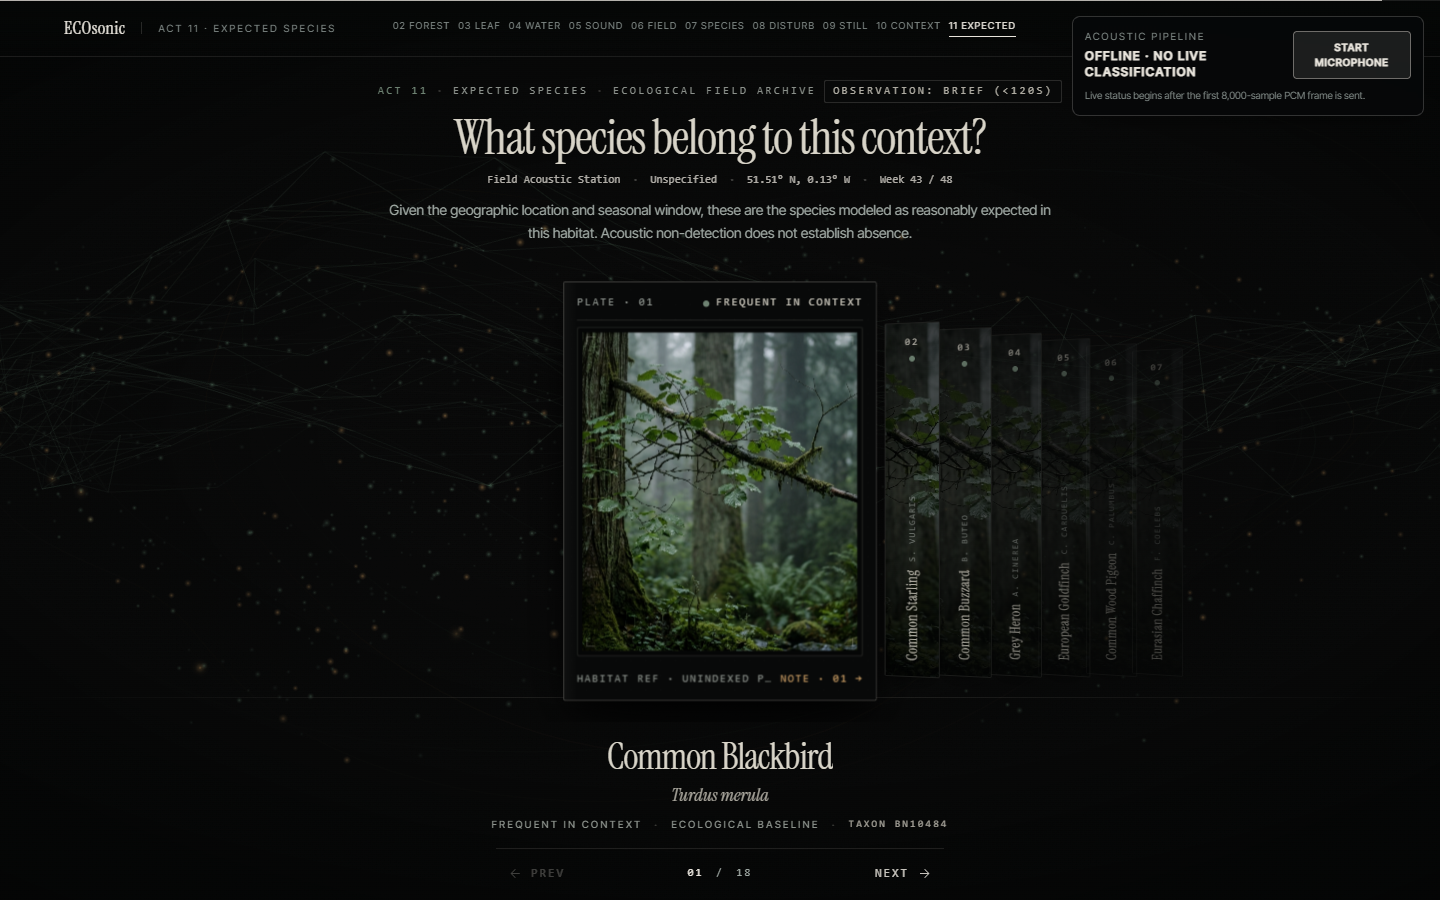 ECOsonic
ACT 11 · EXPECTED SPECIES
02 FOREST 03 LEAF 04 WATER 05 SOUND 06 FIELD 07 SPECIES 08 DISTURB 09 STILL 10 CONTEXT 11 EXPECTED
ACOUSTIC PIPELINE
OFFLINE · NO LIVE
CLASSIFICATION
START
MICROPHONE
Live status begins after the first 8,000-sample PCM frame is sent.
ACT 11 · EXPECTED SPECIES · ECOLOGICAL FIELD ARCHIVE OBSERVATION: BRIEF (<120S)
What species belong to this context?
Field Acoustic Station · Unspecified · 51.51° N, 0.13° W · Week 43 / 48
Given the geographic location and seasonal window, these are the species modeled as reasonably expected in
this habitat. Acoustic non-detection does not establish absence.
PLATE · 01 FREQUENT IN CONTEXT
HABITAT REF · UNINDEXED P… NOTE · 01 →
02
Common Starling S. VULGARIS
03
Common Buzzard B. BUTEO
04
Grey Heron A. CINEREA
05
European Goldfinch C. CARDUELIS
06
Common Wood Pigeon C. PALUMBUS
07
Eurasian Chaffinch F. COELEBS
Common Blackbird
Turdus merula
FREQUENT IN CONTEXT · ECOLOGICAL BASELINE · TAXON BN10484
← PREV 01 / 18 NEXT →